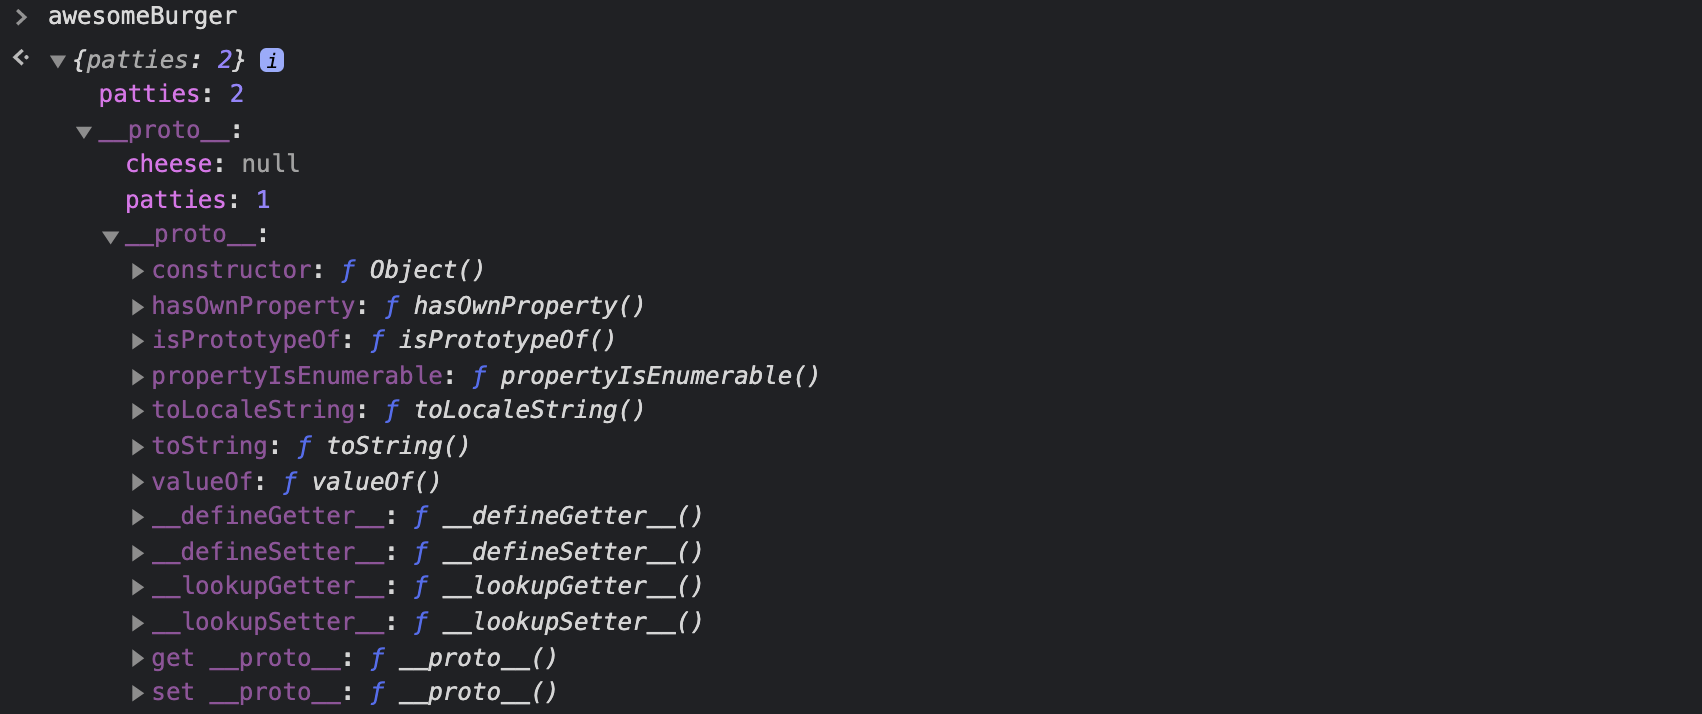 > awesomeBurger
{patties: 2} i
patties: 2
__proto__:
cheese: null
patties: 1
__proto__:
constructor: ƒ Object()
hasOwnProperty: ƒ hasOwnProperty()
isPrototypeOf: ƒ isPrototypeOf()
propertyIsEnumerable: ƒ propertyIsEnumerable()
toLocaleString: ƒ toLocaleString()
toString: ƒ toString()
valueOf: ƒ valueOf()
__defineGetter__: ƒ __defineGetter__()
__defineSetter__: ƒ __defineSetter__()
__lookupGetter__: ƒ __lookupGetter__()
__lookupSetter__: ƒ __lookupSetter__()
get __proto__: ƒ __proto__()
set __proto__: ƒ __proto__()